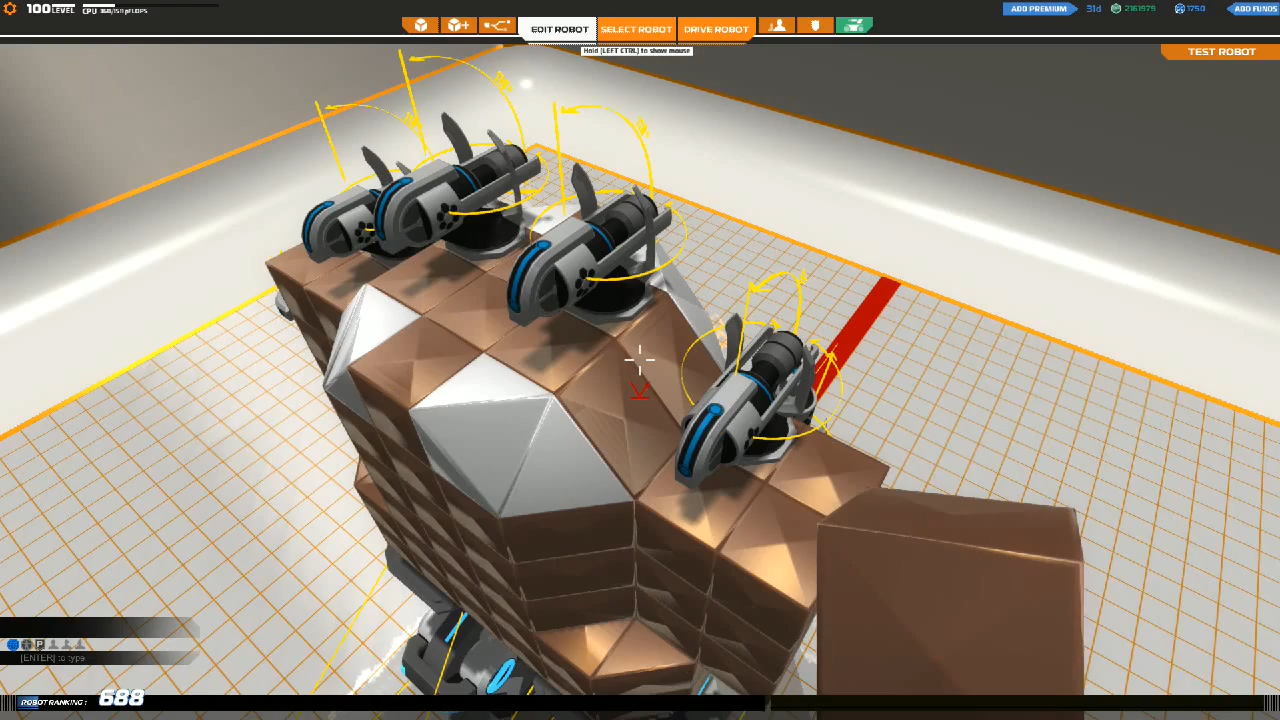 100 LEVEL
ADD PREMIUM
31d
2161979
1750
ADD FUNDS
EDIT ROBOT
SELECT ROBOT
DRIVE ROBOT
Hold [LEFT CTRL] to show mouse
TEST ROBOT
[ENTER] to type
ROBOT RANKING : 688